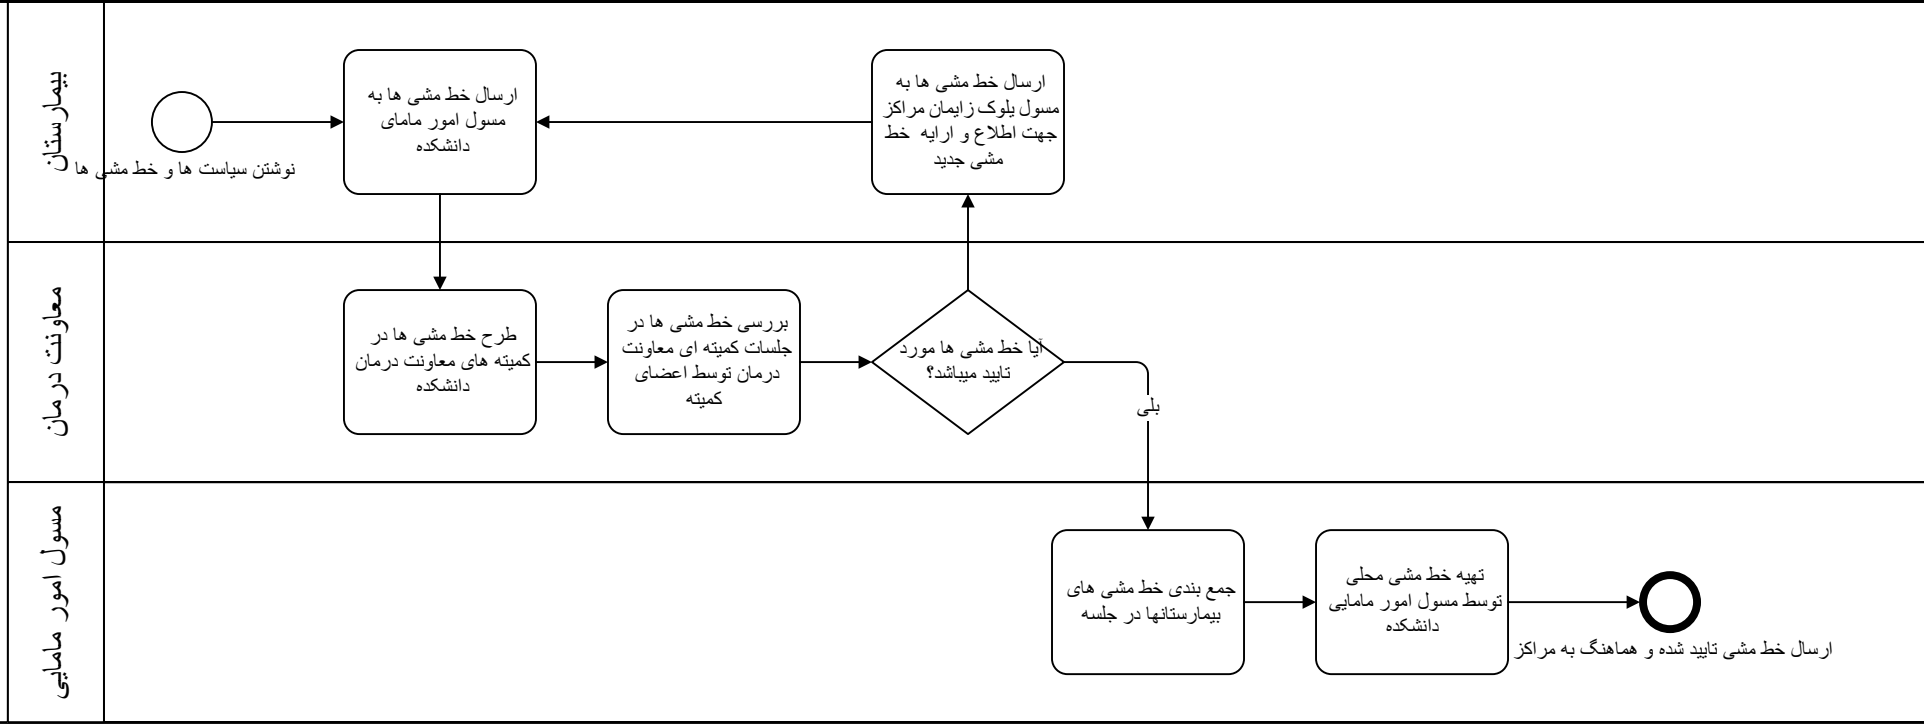 بیمارستان
نوشتن سیاست ها و خط مشی ها
ارسال خط مشی ها به
مسول امور مامای
دانشکده
ارسال خط مشی ها به
مسول یلوک زایمان مراکز
جهت اطلاع و ارایه خط
مشی جدید
معاونت درمان
طرح خط مشی ها در
کمیته های معاونت درمان
دانشکده
بررسی خط مشی ها در
جلسات کمیته ای معاونت
درمان توسط اعضای
کمیته
آیا خط مشی ها مورد
تایید میباشد؟
بلی
مسول امور مامایی
جمع بندی خط مشی های
بیمارستانها در جلسه
تهیه خط مشی محلی
توسط مسول امور مامایی
دانشکده
ارسال خط مشی تایید شده و هماهنگ به مراکز